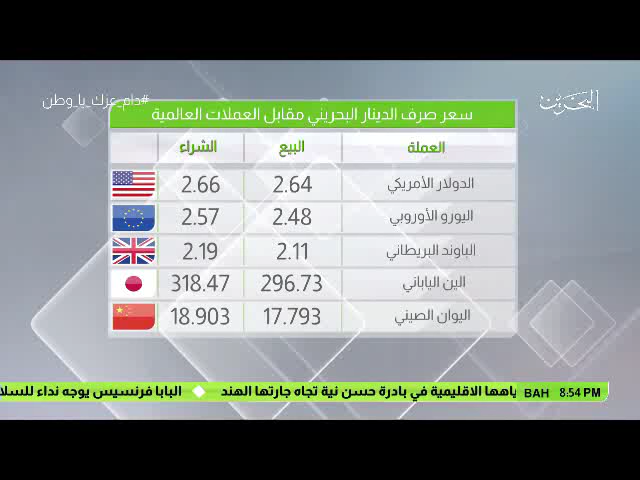 #دام_عزك_يا_وطن
البحرين
سعر صرف الدينار البحريني مقابل العملات العالمية
العملة البيع الشراء
الدولار الأمريكي 2.64 2.66
اليورو الأوروبي 2.48 2.57
الباوند البريطاني 2.11 2.19
الين الياباني 296.73 318.47
اليوان الصيني 17.793 18.903
ياهها الاقليمية في بادرة حسن نية تجاه جارتها الهند
البابا فرنسيس يوجه نداء للسلا
BAH 8:54 PM